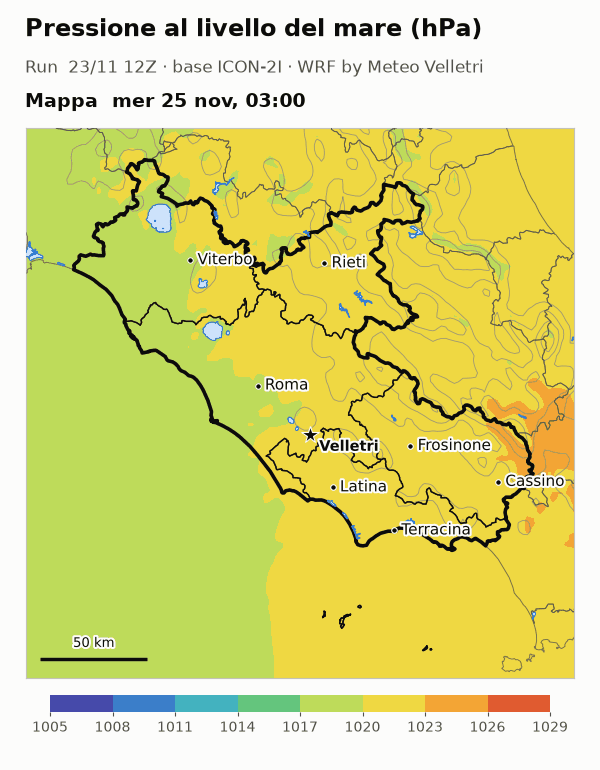 Pressione al livello del mare (hPa)
Run  23/11 12Z · base ICON-2I · WRF by Meteo Velletri
Mappa  mer 25 nov, 03:00
Viterbo
Rieti
Roma
Velletri
Frosinone
Cassino
Latina
Terracina
50 km
1005 1008 1011 1014 1017 1020 1023 1026 1029